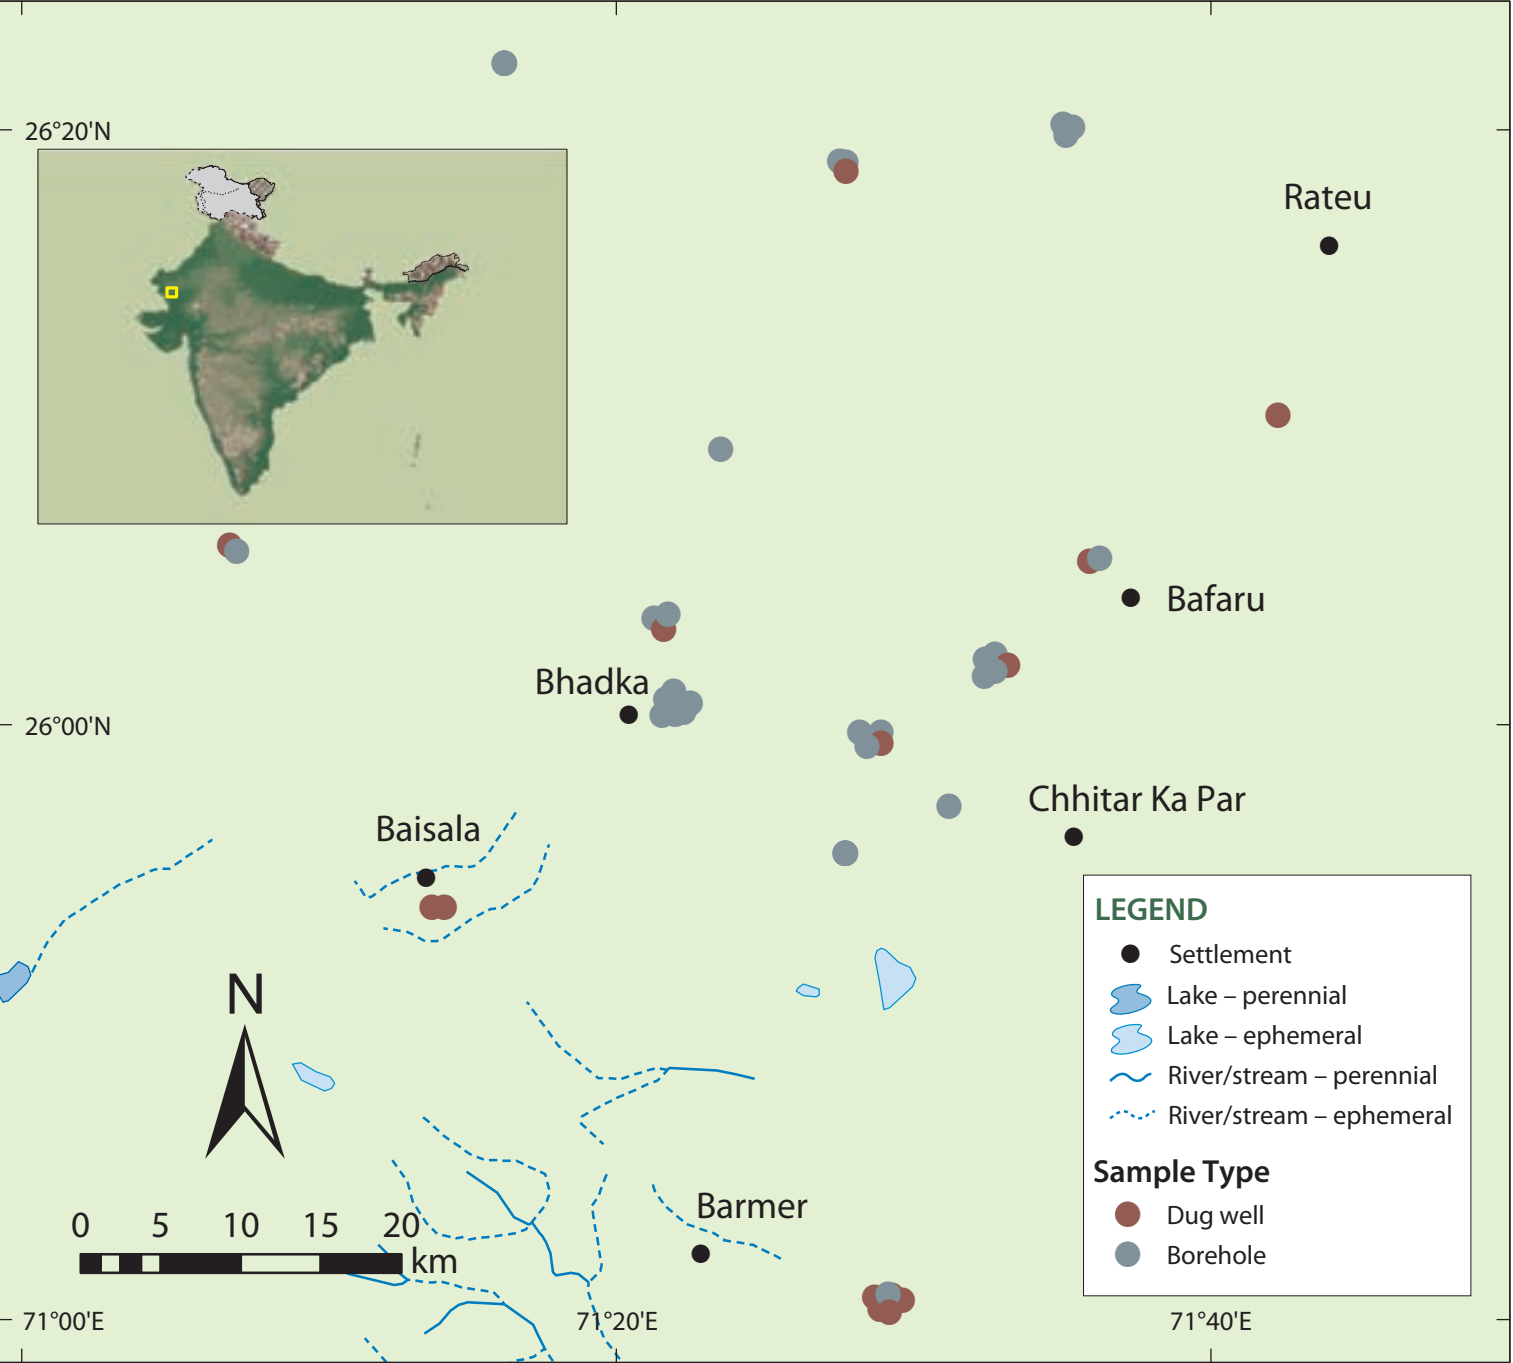 26°20'N
Rateu
Bafaru
Bhadka
26°00'N
Chhitar Ka Par
Baisala
LEGEND
Settlement
Lake – perennial
Lake – ephemeral
River/stream – perennial
River/stream – ephemeral
Sample Type
Dug well
Borehole
N
Barmer
0 5 10 15 20
km
71°00'E 71°20'E 71°40'E